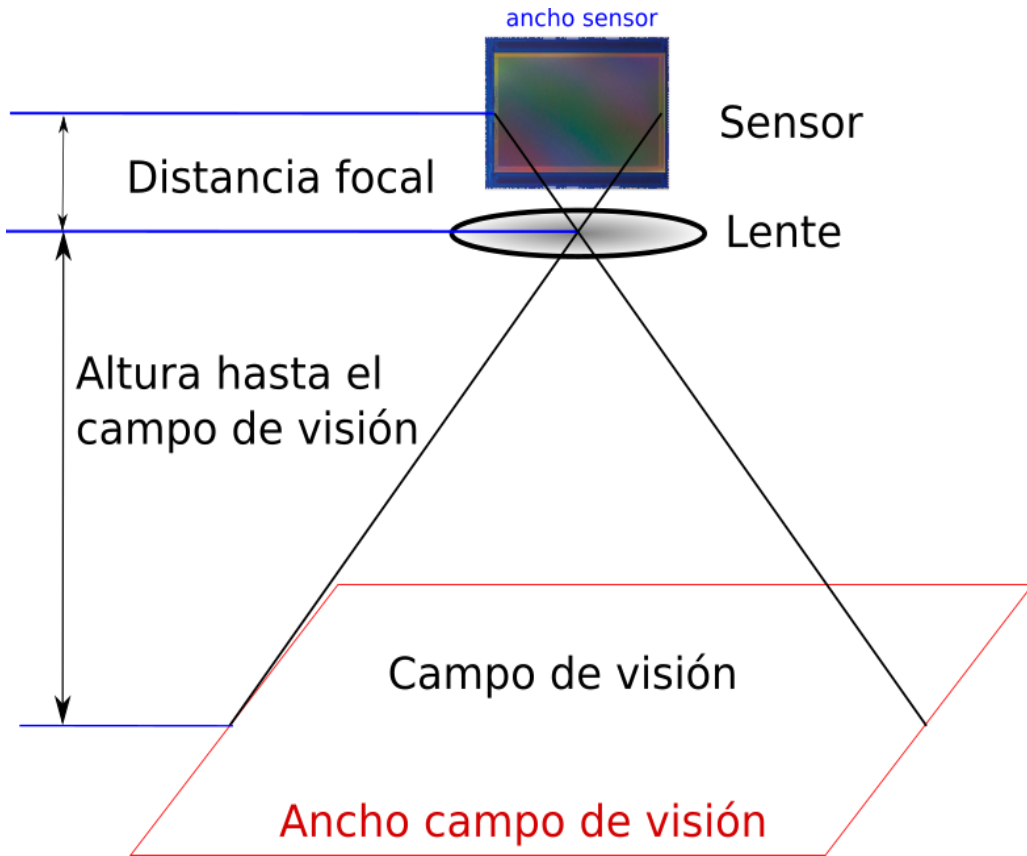 ancho sensor
Sensor
Distancia focal
Lente
Altura hasta el
campo de visión
Campo de visión
Ancho campo de visión